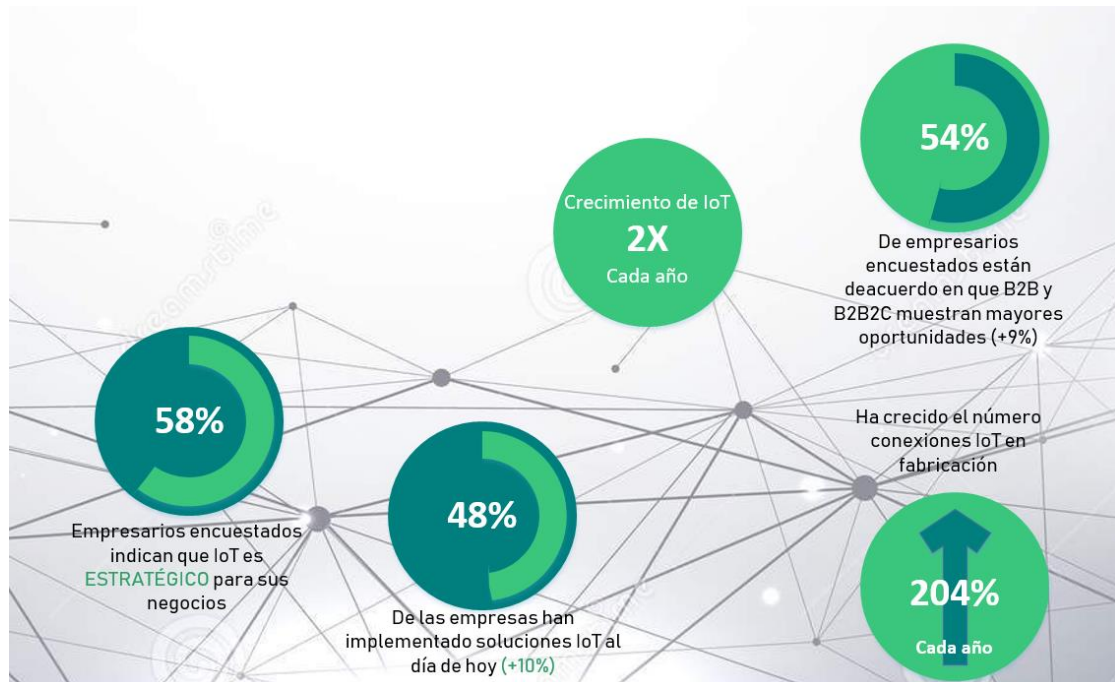 58%
Empresarios encuestados
indican que IoT es
ESTRATÉGICO para sus
negocios
48%
De las empresas han
implementado soluciones IoT al
día de hoy (+10%)
Crecimiento de IoT
2X
Cada año
54%
De empresarios
encuestados están
deacuerdo en que B2B y
B2B2C muestran mayores
oportunidades (+9%)
Ha crecido el número
conexiones IoT en
fabricación
204%
Cada año
dreamstime